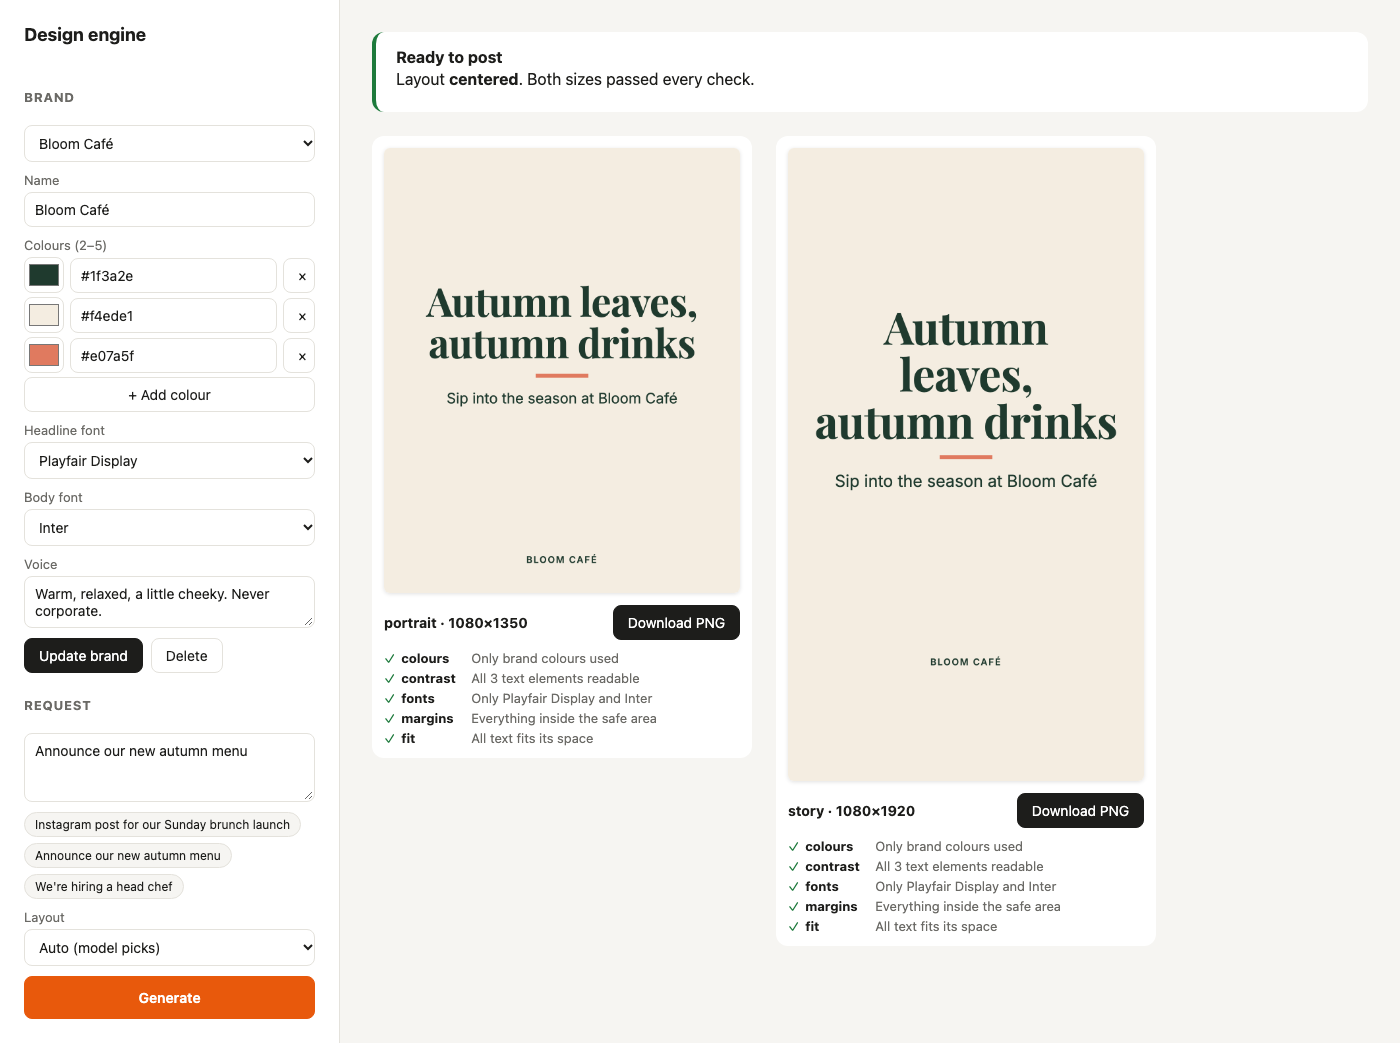 Design engine
BRAND
Bloom Café
Name
Bloom Café
Colours (2–5)
#1f3a2e ×
#f4ede1 ×
#e07a5f ×
+ Add colour
Headline font
Playfair Display
Body font
Inter
Voice
Warm, relaxed, a little cheeky. Never
corporate.
Update brand Delete
REQUEST
Announce our new autumn menu
Instagram post for our Sunday brunch launch
Announce our new autumn menu
We're hiring a head chef
Layout
Auto (model picks)
Generate
Ready to post
Layout centered. Both sizes passed every check.
Autumn leaves,
autumn drinks
Sip into the season at Bloom Café
BLOOM CAFÉ
portrait · 1080×1350 Download PNG
✓ colours Only brand colours used
✓ contrast All 3 text elements readable
✓ fonts Only Playfair Display and Inter
✓ margins Everything inside the safe area
✓ fit All text fits its space
Autumn
leaves,
autumn drinks
Sip into the season at Bloom Café
BLOOM CAFÉ
story · 1080×1920 Download PNG
✓ colours Only brand colours used
✓ contrast All 3 text elements readable
✓ fonts Only Playfair Display and Inter
✓ margins Everything inside the safe area
✓ fit All text fits its space